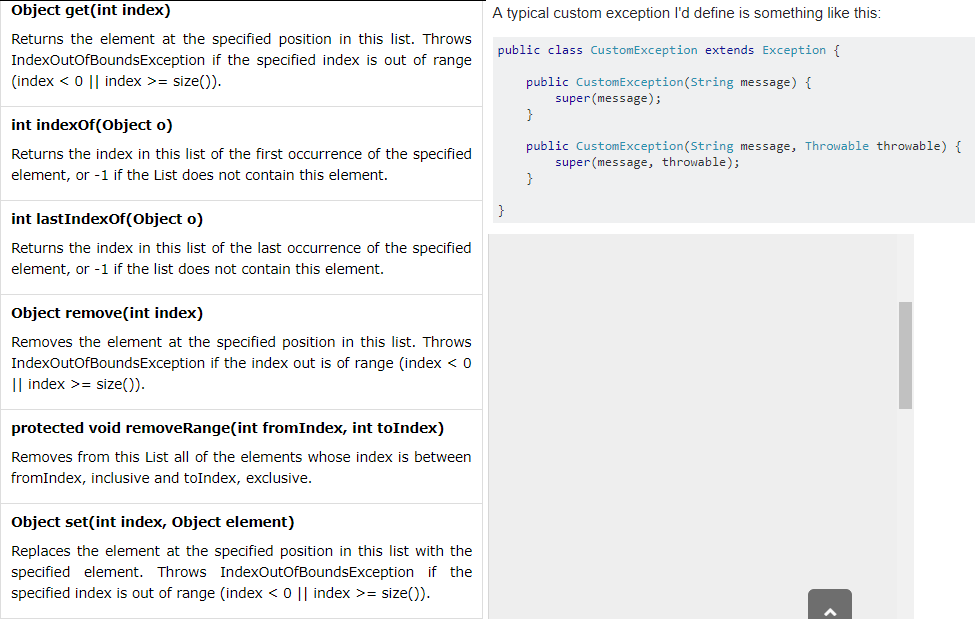 Object get(int index)
Returns the element at the specified position in this list. Throws
IndexOutOfBoundsException if the specified index is out of range
(index < 0 || index >= size()).
int indexOf(Object o)
Returns the index in this list of the first occurrence of the specified
element, or -1 if the List does not contain this element.
int lastIndexOf(Object o)
Returns the index in this list of the last occurrence of the specified
element, or -1 if the list does not contain this element.
Object remove(int index)
Removes the element at the specified position in this list. Throws
IndexOutOfBoundsException if the index out is of range (index < 0
|| index >= size()).
protected void removeRange(int fromIndex, int toIndex)
Removes from this List all of the elements whose index is between
fromIndex, inclusive and toIndex, exclusive.
Object set(int index, Object element)
Replaces the element at the specified position in this list with the
specified element. Throws IndexOutOfBoundsException if the
specified index is out of range (index < 0 || index >= size()).
A typical custom exception I'd define is something like this:
public class CustomException extends Exception {
public CustomException(String message) {
super(message);
}
public CustomException(String message, Throwable throwable) {
super(message, throwable);
}
}